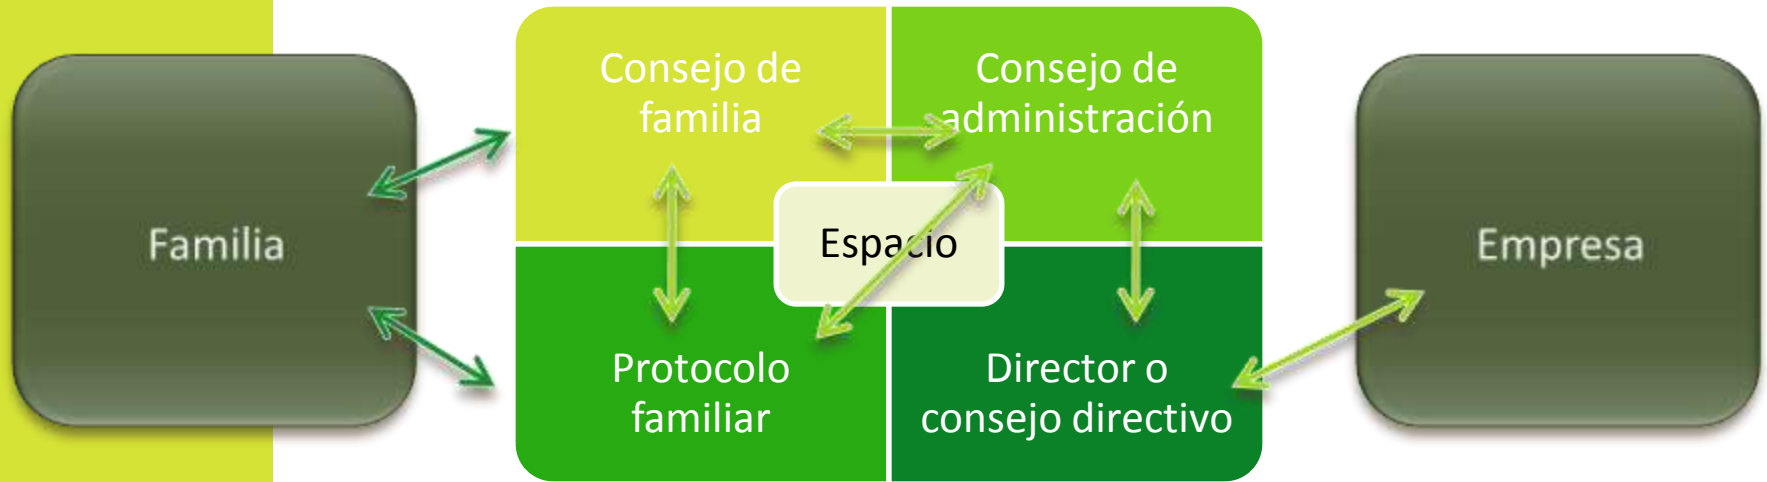 Familia
Consejo de
familia
Consejo de
administración
Espacio
Protocolo
familiar
Director o
consejo directivo
Empresa